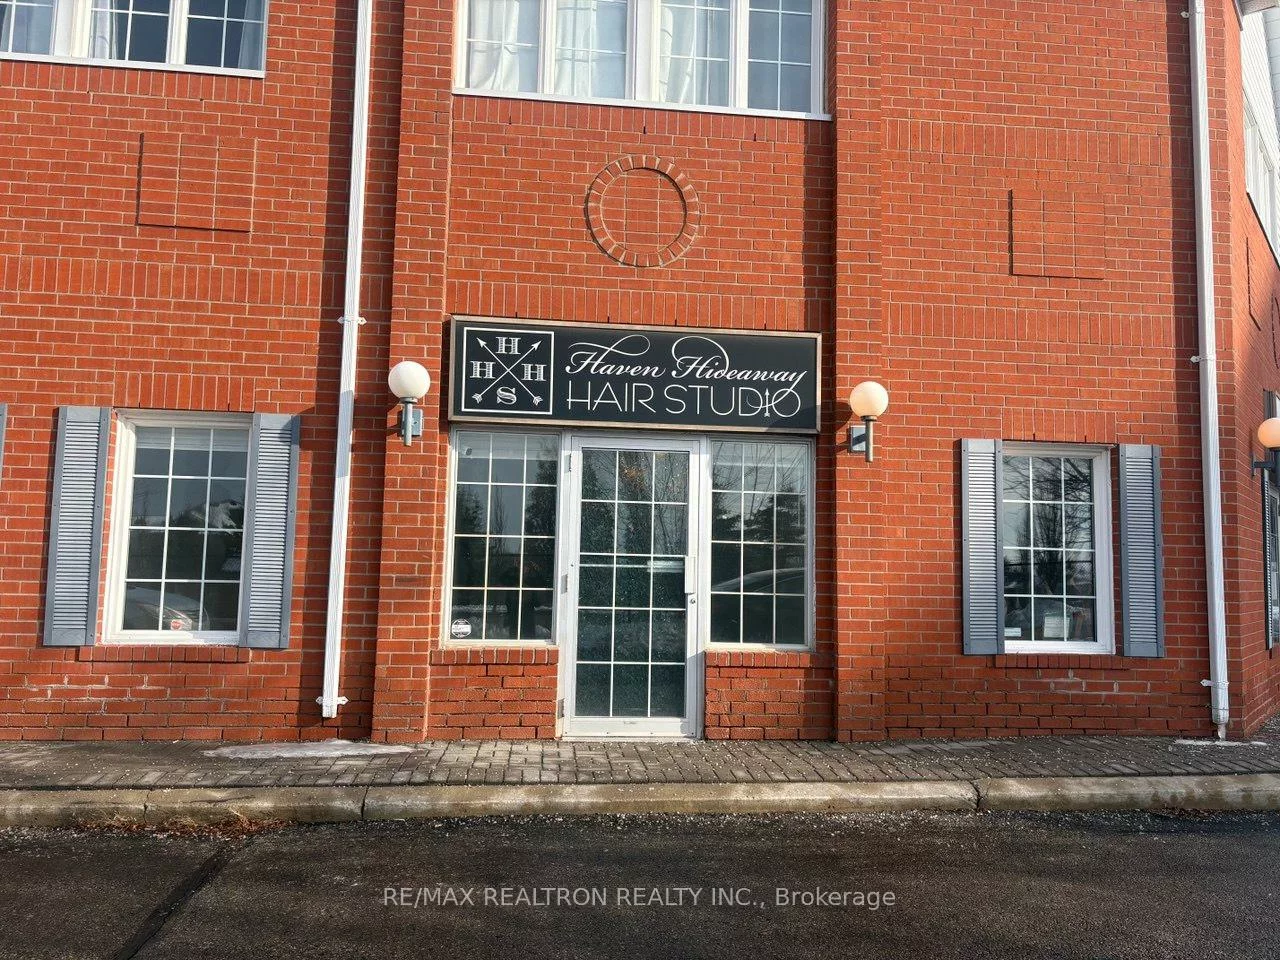 H
H H
S
Haven Hideaway
HAIR STUDIO
RE/MAX REALTRON REALTY INC., Brokerage